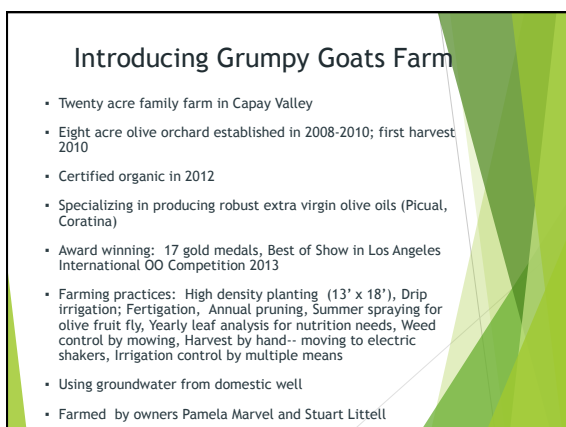 Introducing Grumpy Goats Farm
▪ Twenty acre family farm in Capay Valley
▪ Eight acre olive orchard established in 2008-2010; first harvest
2010
▪ Certified organic in 2012
▪ Specializing in producing robust extra virgin olive oils (Picual,
Coratina)
▪ Award winning:  17 gold medals, Best of Show in Los Angeles
International OO Competition 2013
▪ Farming practices:  High density planting  (13’ x 18’), Drip
irrigation; Fertigation,  Annual pruning, Summer spraying for
olive fruit fly, Yearly leaf analysis for nutrition needs, Weed
control by mowing, Harvest by hand-- moving to electric
shakers, Irrigation control by multiple means
▪ Using groundwater from domestic well
▪ Farmed  by owners Pamela Marvel and Stuart Littell